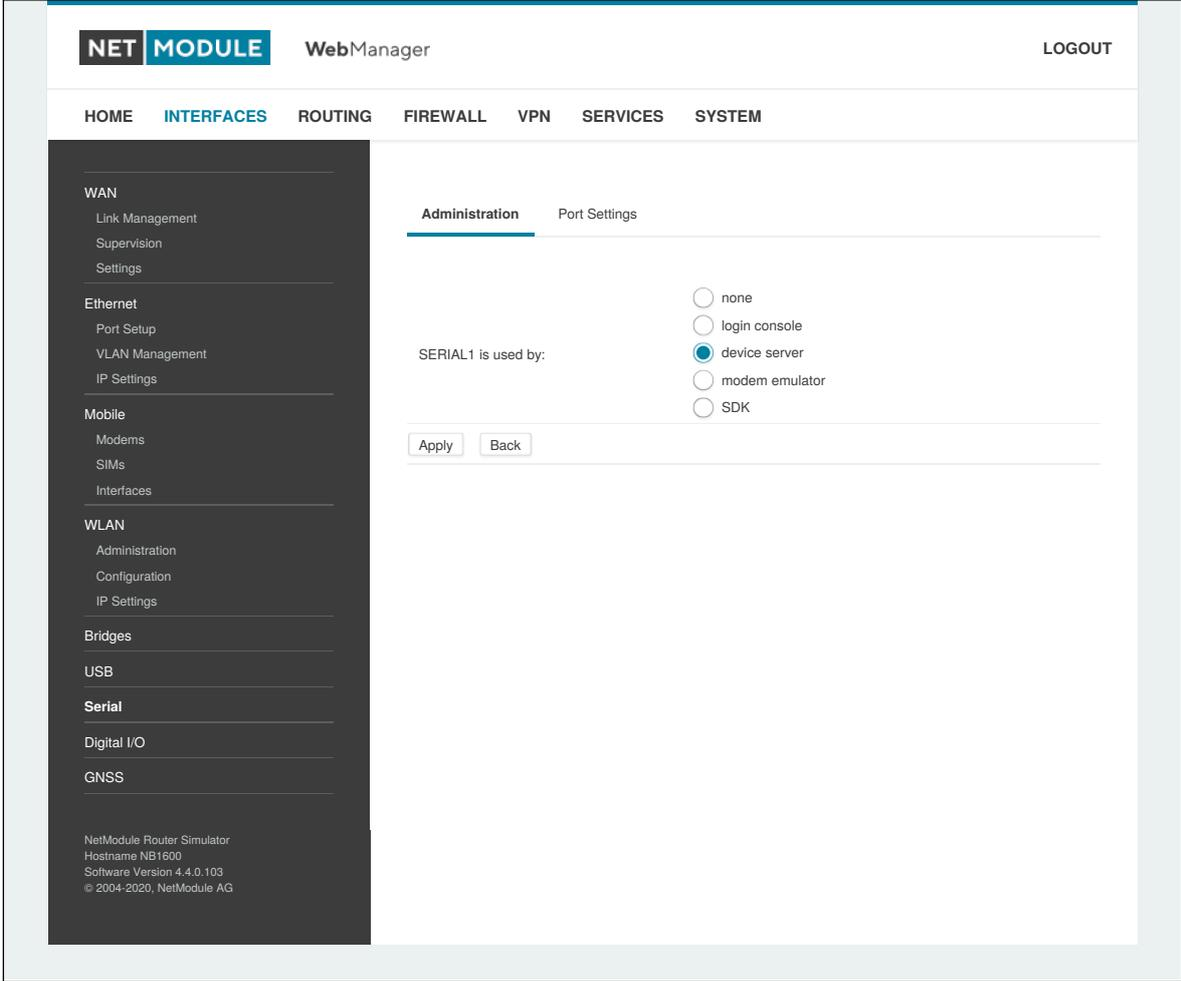 NET MODULE WebManager LOGOUT
HOME INTERFACES ROUTING FIREWALL VPN SERVICES SYSTEM
WAN
Link Management
Supervision
Settings
Ethernet
Port Setup
VLAN Management
IP Settings
Mobile
Modems
SIMs
Interfaces
WLAN
Administration
Configuration
IP Settings
Bridges
USB
Serial
Digital I/O
GNSS
NetModule Router Simulator
Hostname NB1600
Software Version 4.4.0.103
© 2004-2020, NetModule AG
Administration Port Settings
SERIAL1 is used by:
none
login console
device server
modem emulator
SDK
Apply Back